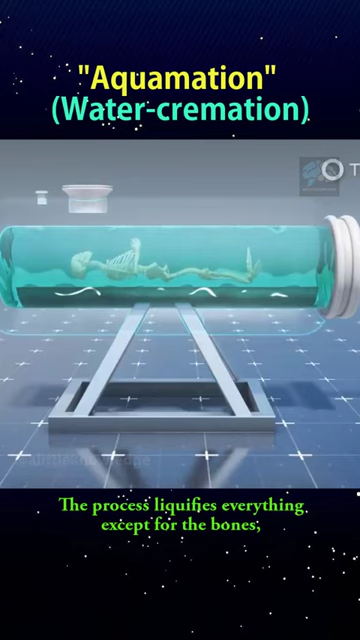 "Aquamation"
(Water-cremation)
The process liquifies everything
except for the bones,